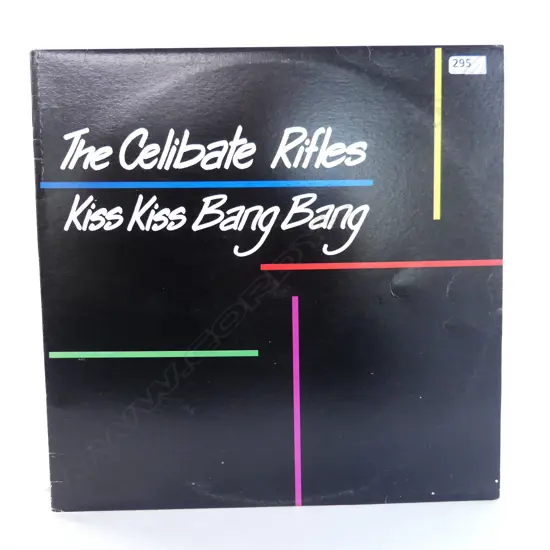 295
The Celibate Rifles
Kiss Kiss Bang Bang